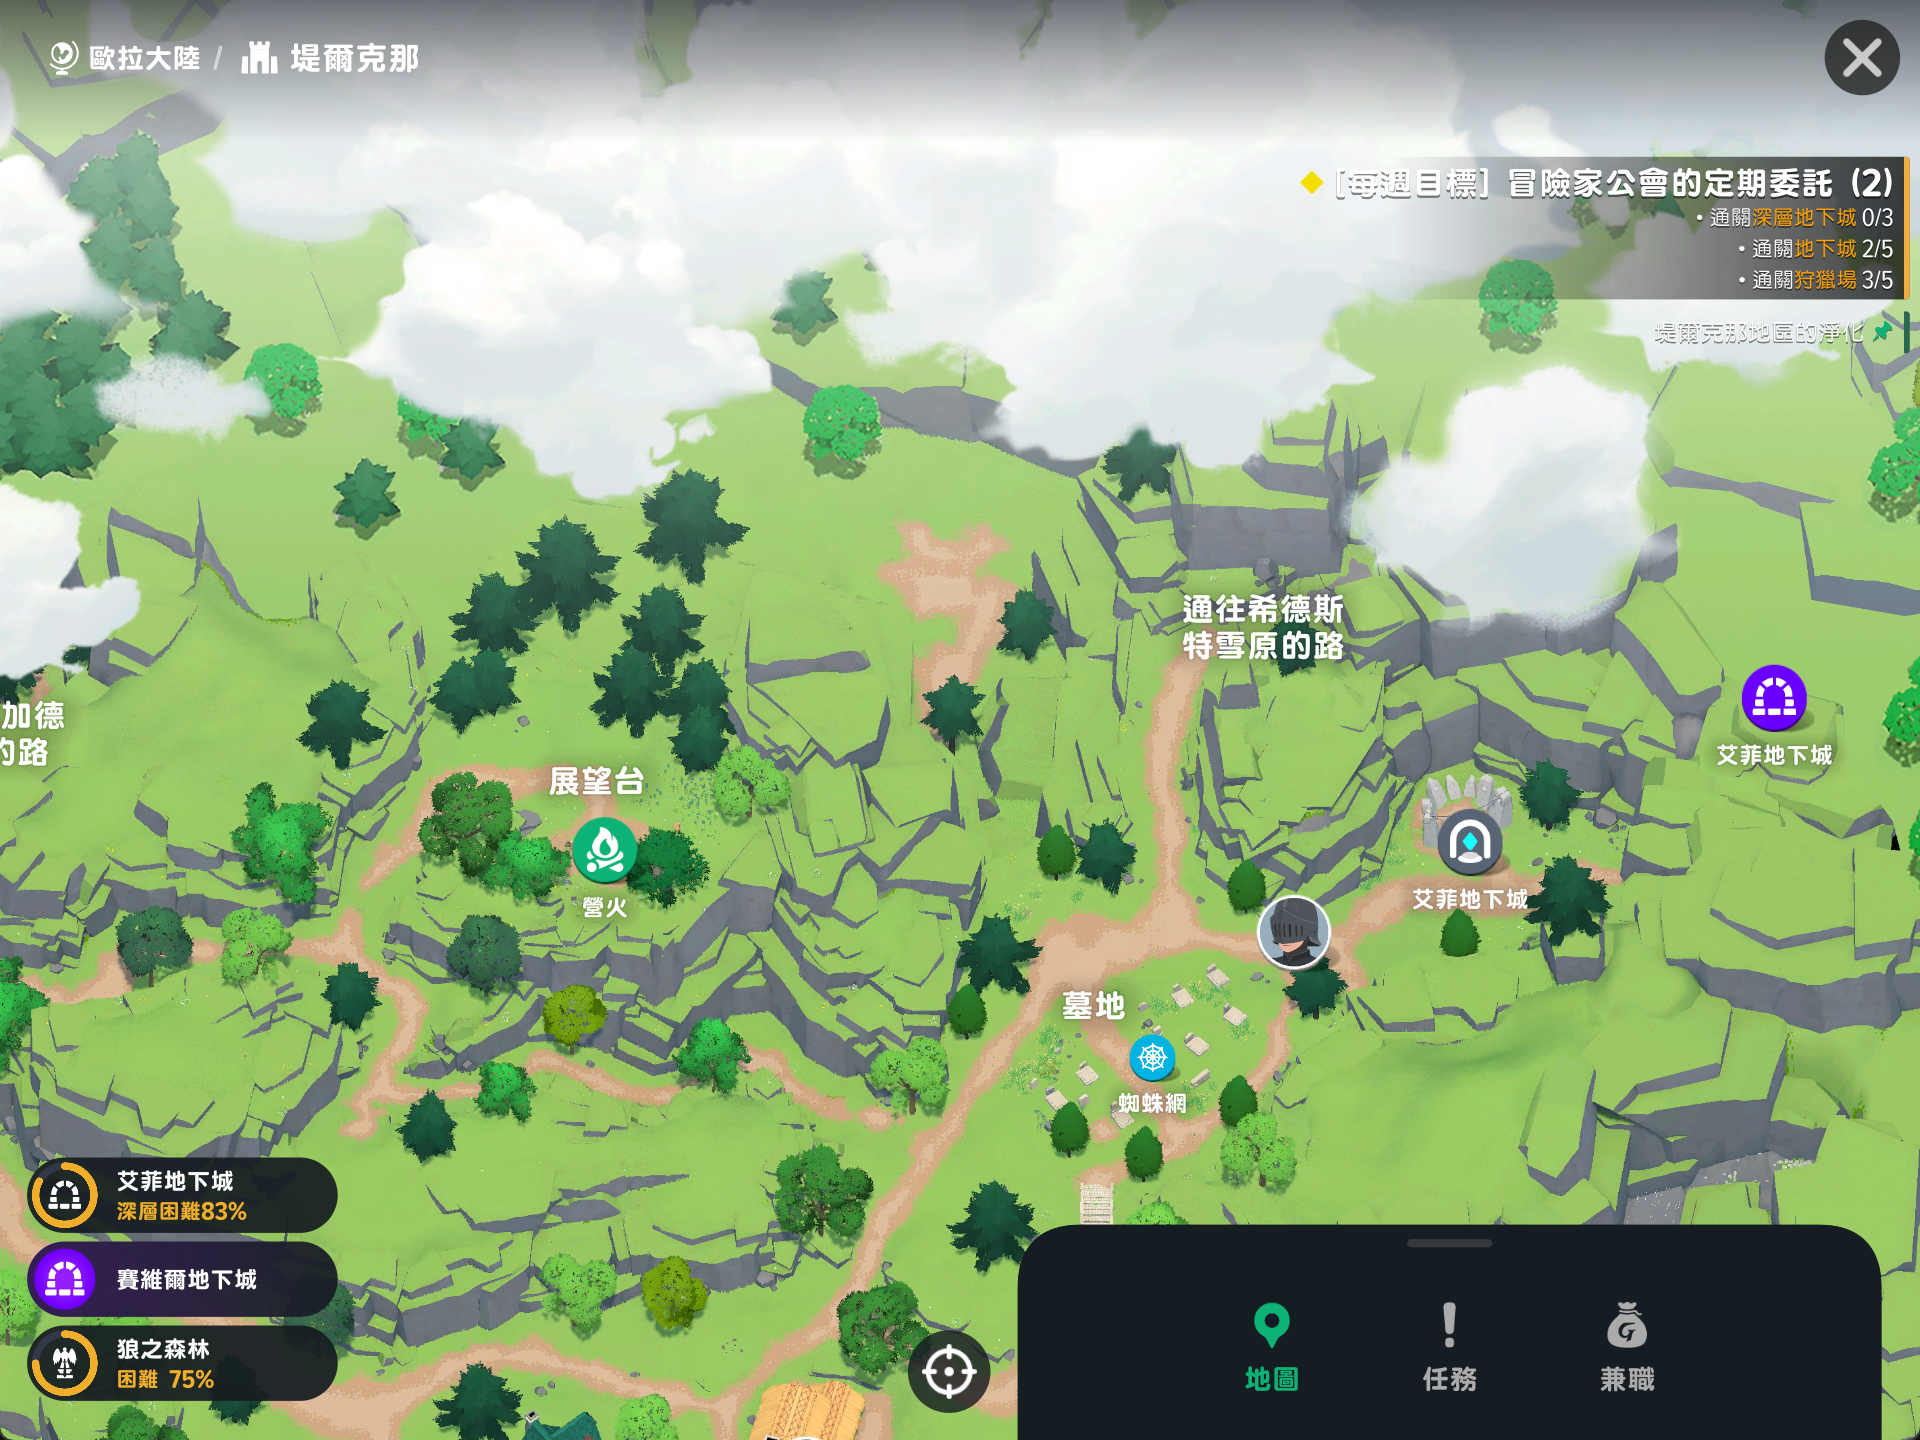 歐拉大陸 / 堤爾克那
[每週目標] 冒險家公會的定期委託 (2)
• 通關深層地下城 0/3
• 通關地下城 2/5
• 通關狩獵場 3/5
堤爾克那地區的淨化
通往希德斯
特雪原的路
加德
的路
艾菲地下城
展望台
營火
艾菲地下城
墓地
蜘蛛網
艾菲地下城
深層困難83%
賽維爾地下城
狼之森林
困難 75%
地圖
任務
兼職